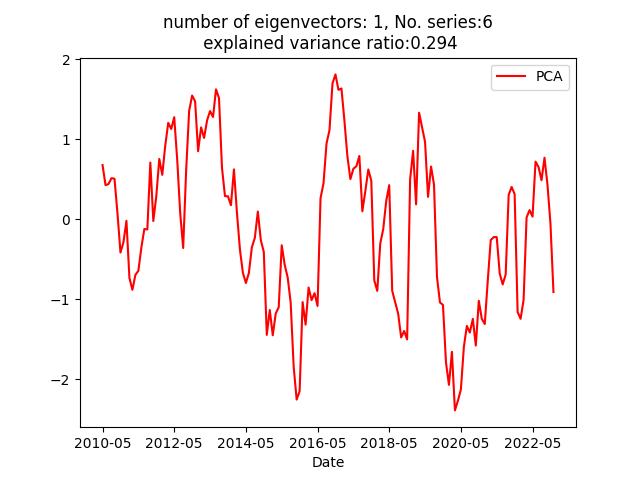 number of eigenvectors: 1, No. series:6
explained variance ratio:0.294
PCA
2
1
0
−1
−2
2010-05 2012-05 2014-05 2016-05 2018-05 2020-05 2022-05
Date